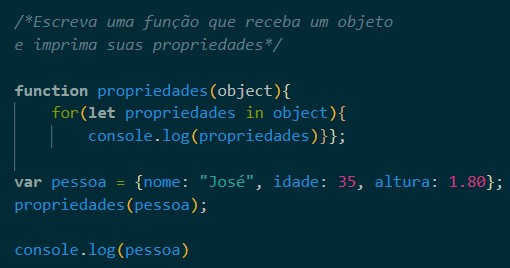 /*Escreva uma função que receba um objeto
e imprima suas propriedades*/
function propriedades(object){
for(let propriedades in object){
console.log(propriedades)}};
var pessoa = {nome: "José", idade: 35, altura: 1.80};
propriedades(pessoa);
console.log(pessoa)